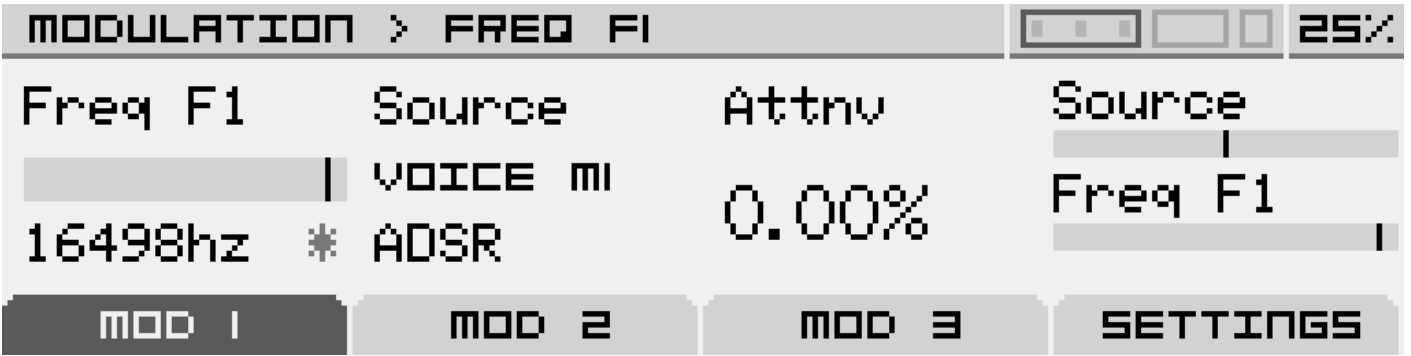 MODULATION > FREQ F1 25%
Freq F1 Source Attnv Source
VOICE M1 0.00% Freq F1
16498hz * ADSR
MOD 1 MOD 2 MOD 3 SETTINGS